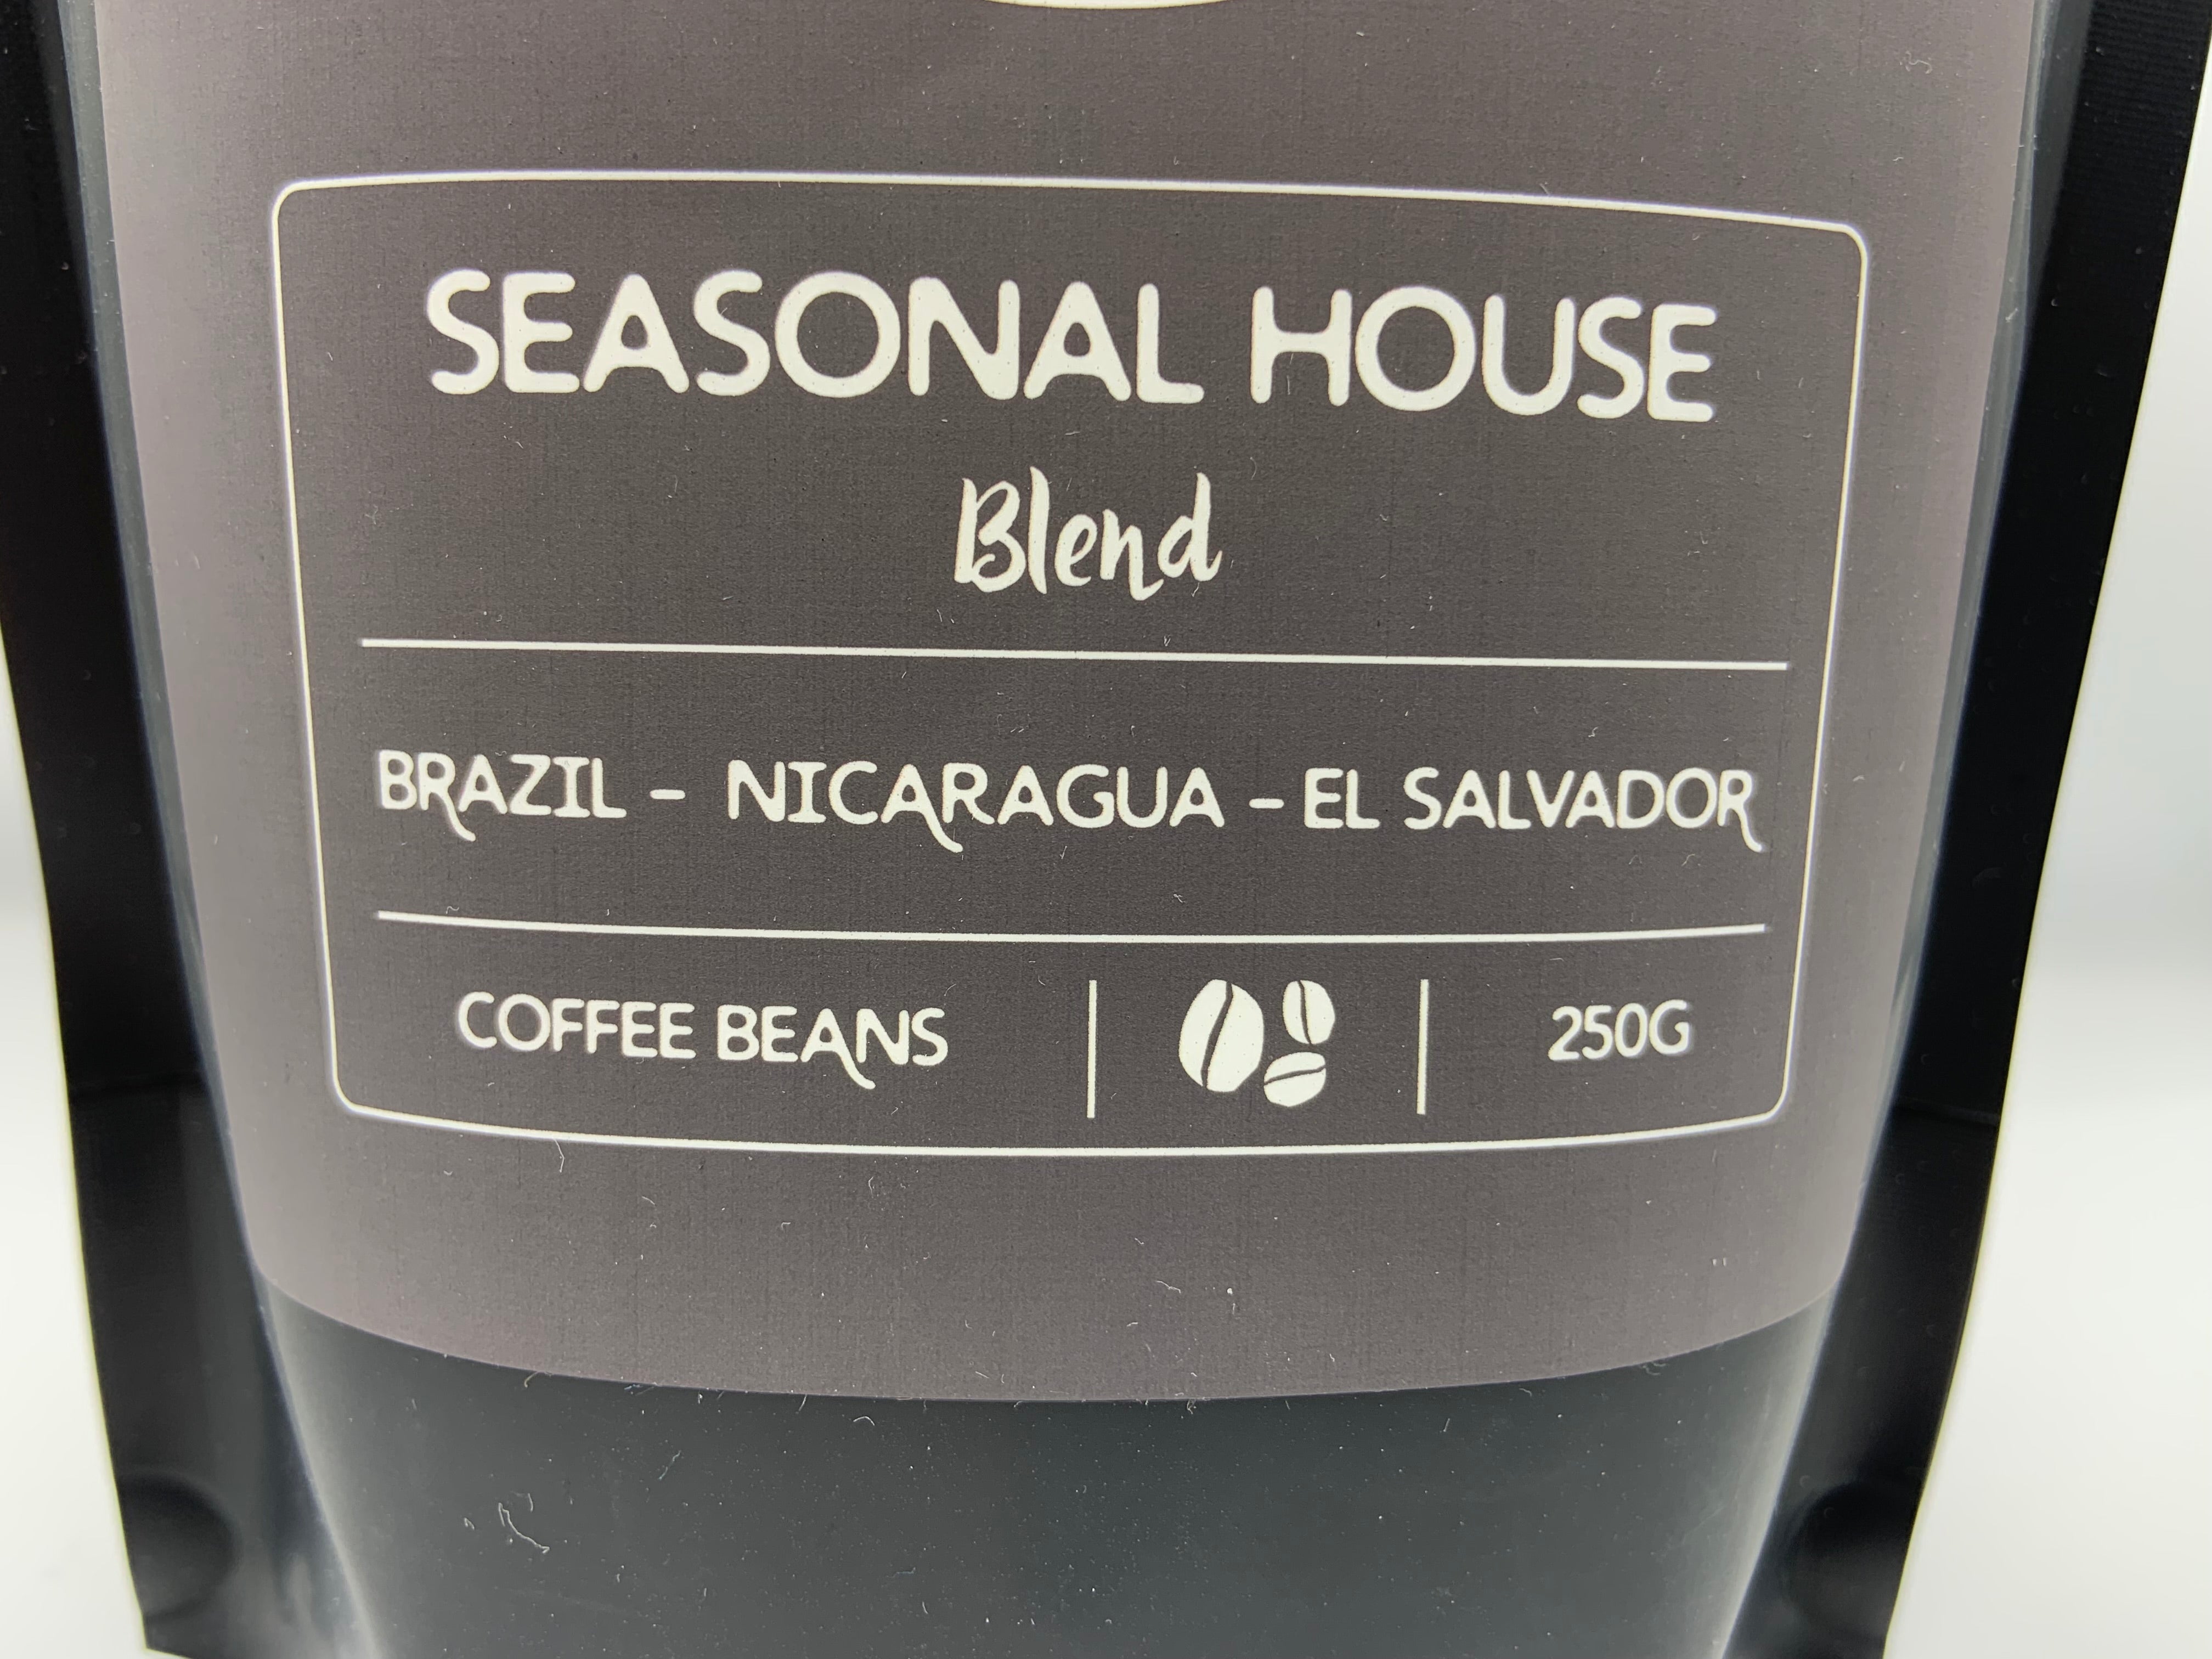 SEASONAL HOUSE
Blend
BRAZIL - NICARAGUA - EL SALVADOR
COFFEE BEANS
250G